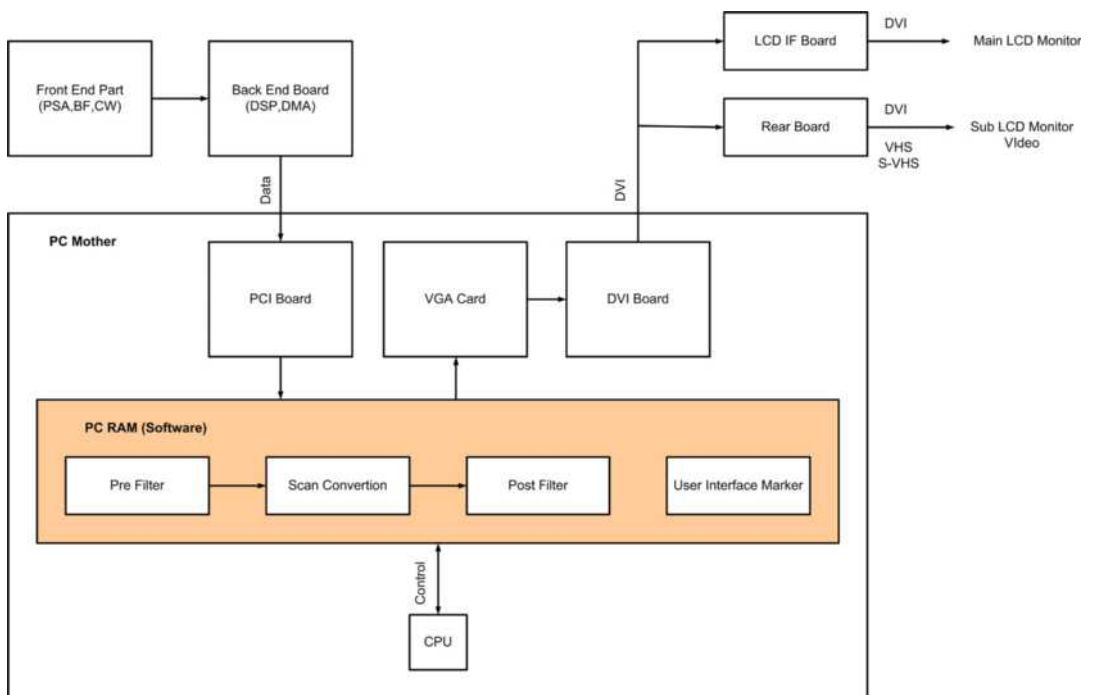 Front End Part
(PSA,BF,CW)
Back End Board
(DSP,DMA)
LCD IF Board
DVI
Main LCD Monitor
Rear Board
DVI
VHS
S-VHS
Sub LCD Monitor
VIdeo
Data
DVI
PC Mother
PCI Board
VGA Card
DVI Board
PC RAM (Software)
Pre Filter
Scan Convertion
Post Filter
User Interface Marker
Control
CPU